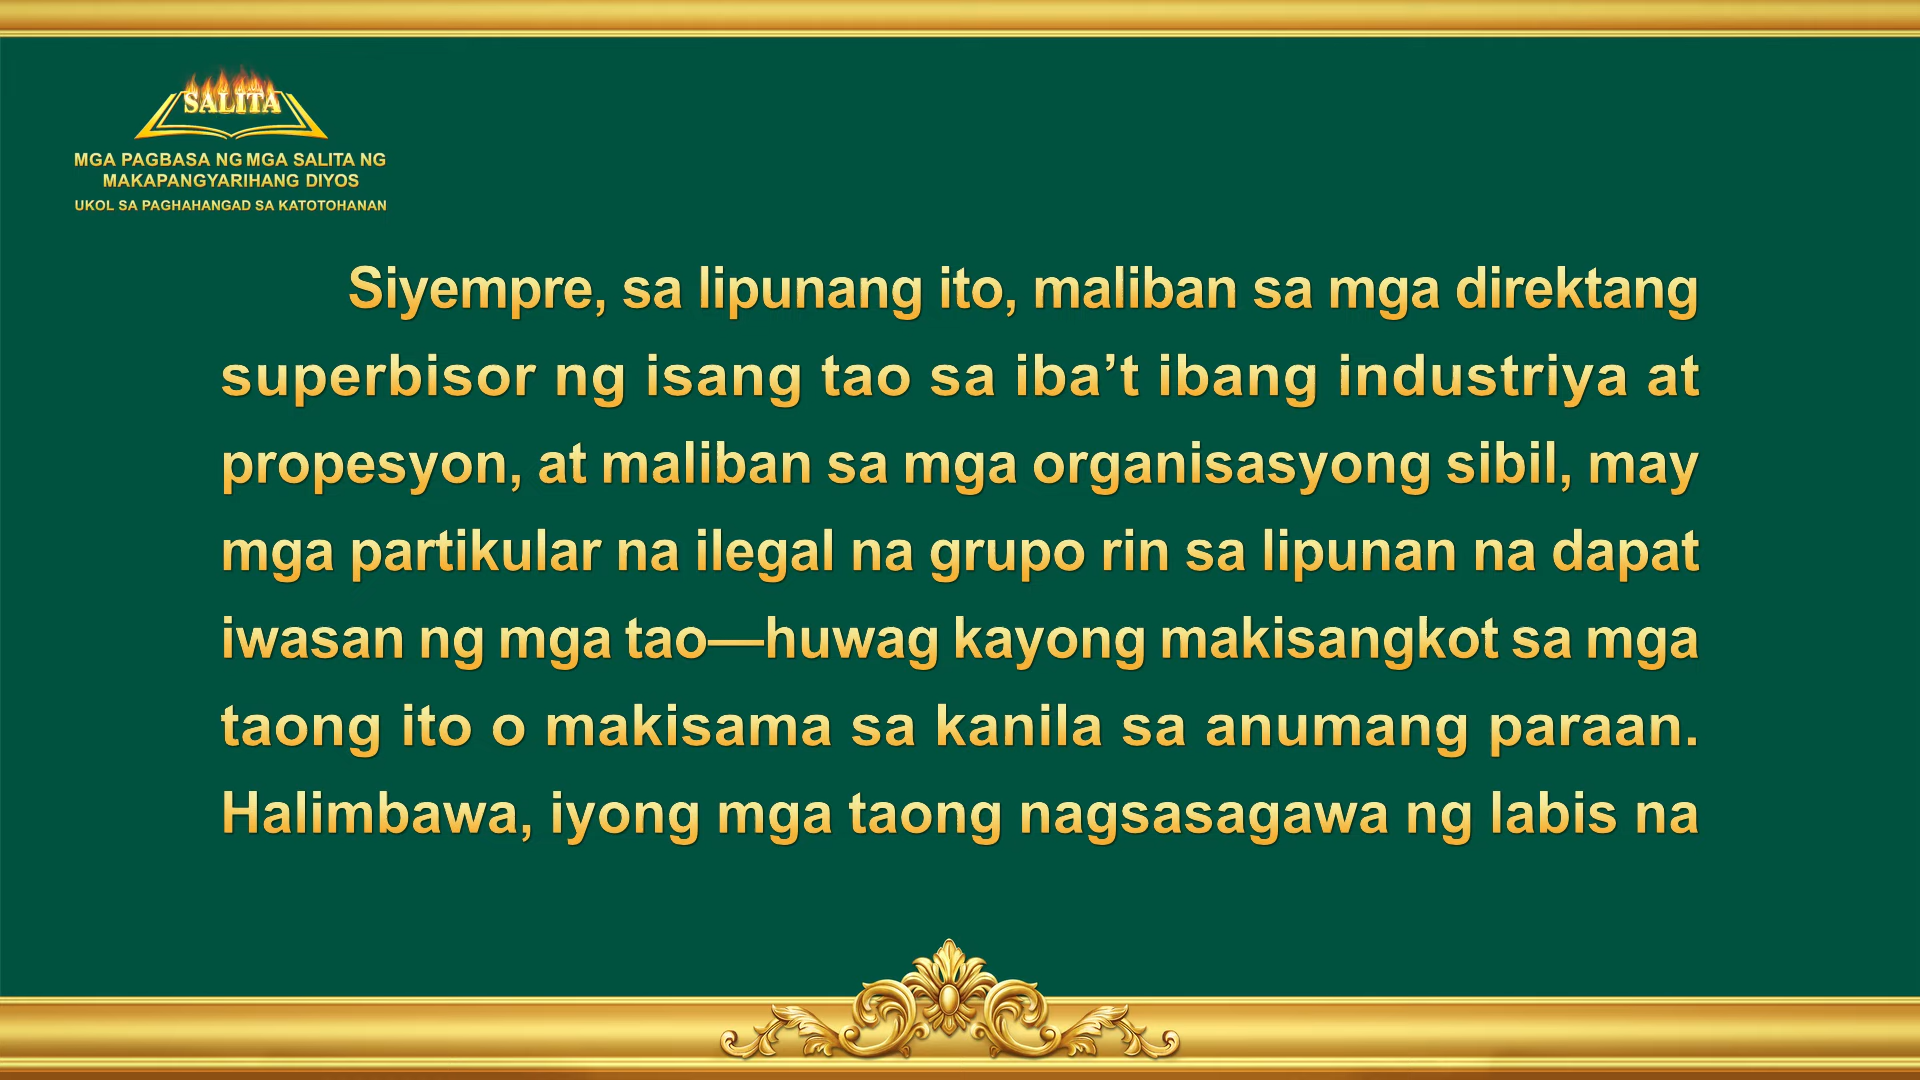 SALITA
MGA PAGBASA NG MGA SALITA NG
MAKAPANGYARIHANG DIYOS
UKOL SA PAGHAHANGAD SA KATOTOHANAN
Siyempre, sa lipunang ito, maliban sa mga direktang
superbisor ng isang tao sa iba’t ibang industriya at
propesyon, at maliban sa mga organisasyong sibil, may
mga partikular na ilegal na grupo rin sa lipunan na dapat
iwasan ng mga tao—huwag kayong makisangkot sa mga
taong ito o makisama sa kanila sa anumang paraan.
Halimbawa, iyong mga taong nagsasagawa ng labis na